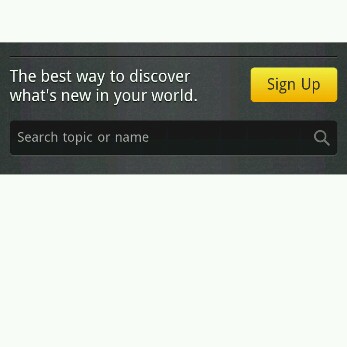 The best way to discover
what's new in your world.
Sign Up
Search topic or name